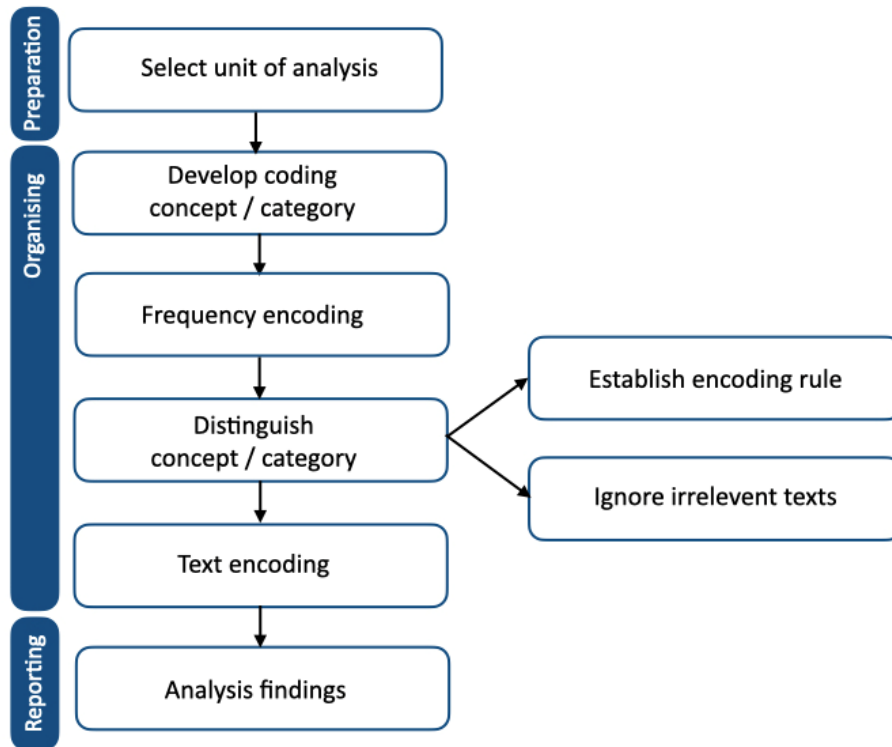 Preparation
Select unit of analysis
Organising
Develop coding
concept / category
Frequency encoding
Distinguish
concept / category
Establish encoding rule
Ignore irrelevent texts
Text encoding
Reporting
Analysis findings